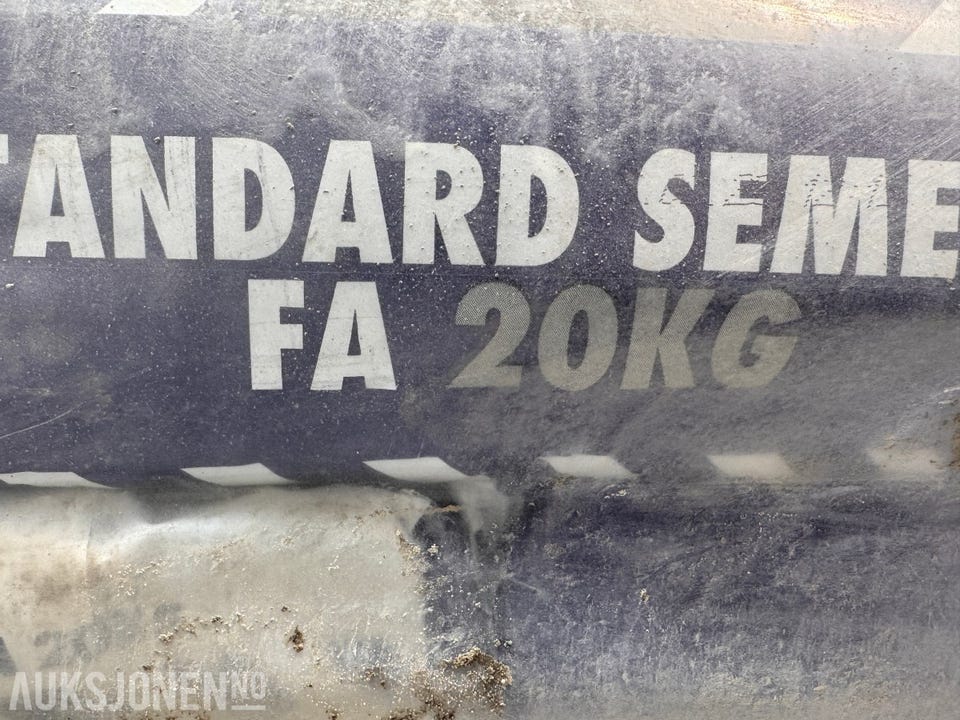 TANDARD SEME
FA 20KG
AUKSJONEN.NO